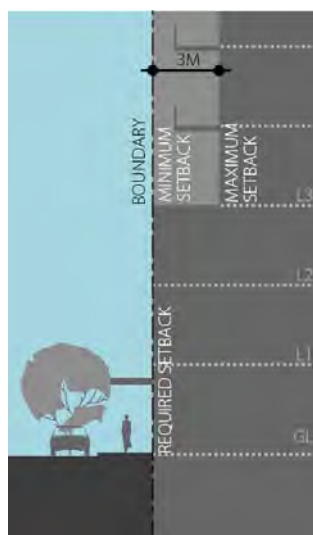 3M
BOUNDARY
MINIMUM
SETBACK
MAXIMUM
SETBACK
L3
L2
REQUIRED SETBACK
L1
GL